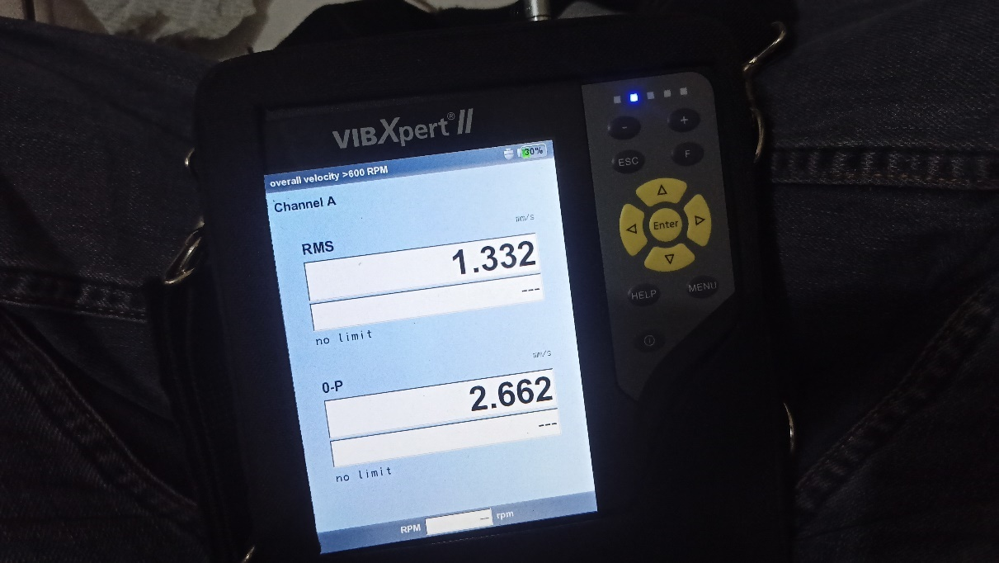 VIBXpert® II
30%
overall velocity >600 RPM
Channel A
mm/s
RMS
1.332
---
no limit
mm/s
0-P
2.662
---
no limit
RPM --- rpm
- +
ESC F
Enter
HELP MENU